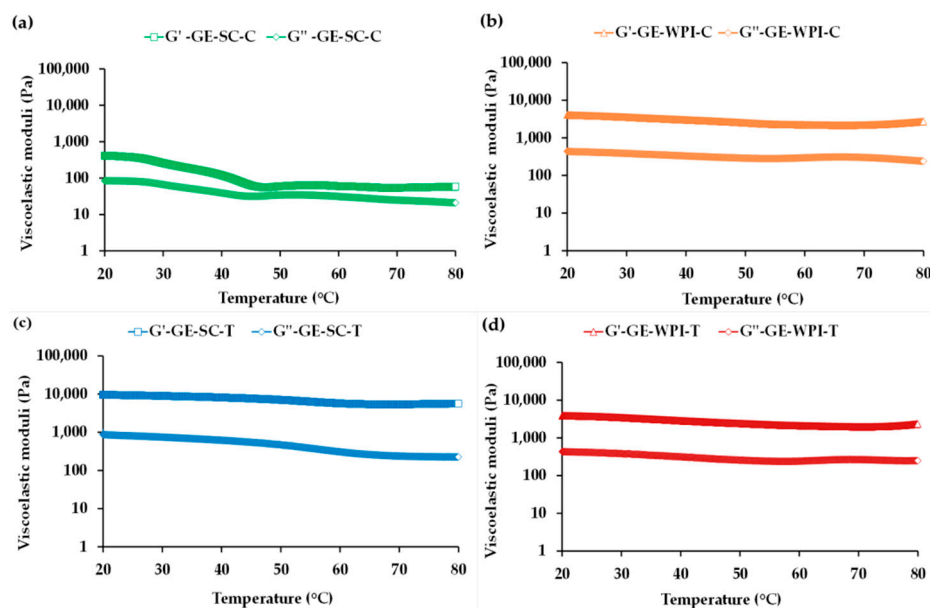 (a)
G' -GE-SC-C G'' -GE-SC-C
Viscoelastic moduli (Pa)
100,000
10,000
1,000
100
10
1
20 30 40 50 60 70 80
Temperature (°C)
(b)
G'-GE-WPI-C G''-GE-WPI-C
Viscoelastic moduli (Pa)
100,000
10,000
1,000
100
10
1
20 30 40 50 60 70 80
Temperature (°C)
(c)
G'-GE-SC-T G''-GE-SC-T
Viscoelastic moduli (Pa)
100,000
10,000
1,000
100
10
1
20 30 40 50 60 70 80
Temperature (°C)
(d)
G'-GE-WPI-T G''-GE-WPI-T
Viscoelastic moduli (Pa)
100,000
10,000
1,000
100
10
1
20 30 40 50 60 70 80
Temperature (°C)